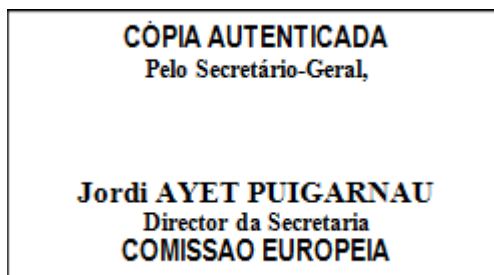 CÓPIA AUTENTICADA
Pelo Secretário-Geral,
Jordi AYET PUIGARNAU
Director da Secretaria
COMISSAO EUROPEIA